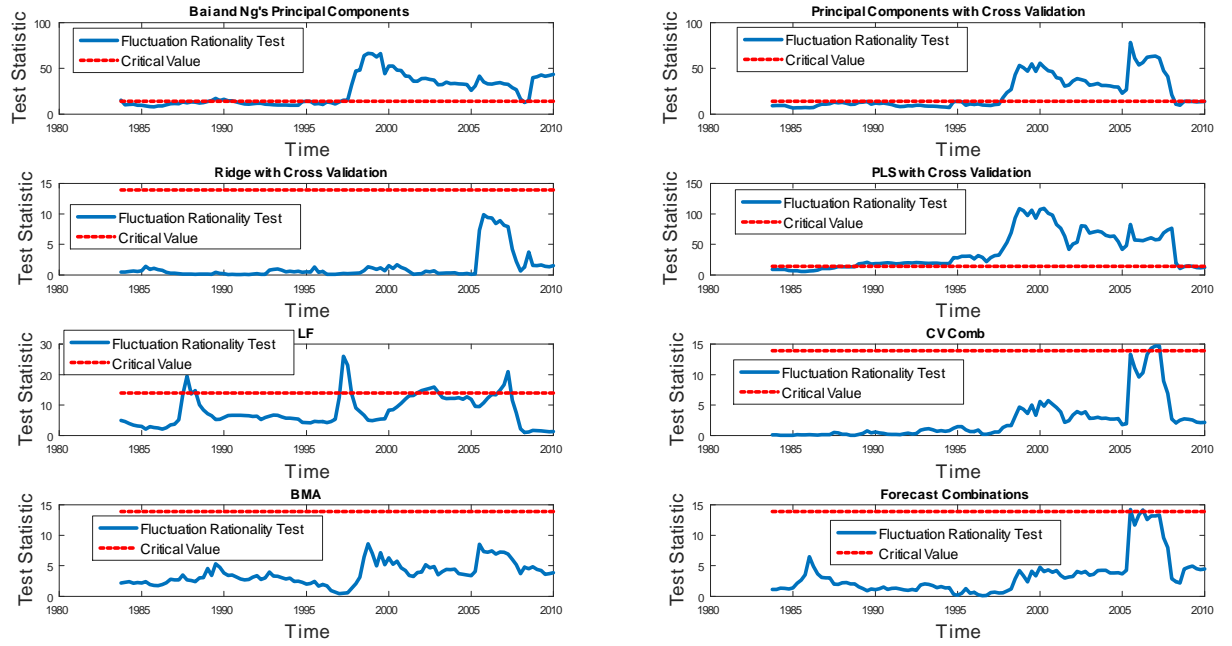 Bai and Ng's Principal Components
Test Statistic
100
50
0
Fluctuation Rationality Test
Critical Value
1980 1985 1990 1995 2000 2005 2010
Time
Principal Components with Cross Validation
Test Statistic
100
50
0
Fluctuation Rationality Test
Critical Value
1980 1985 1990 1995 2000 2005 2010
Time
Ridge with Cross Validation
Test Statistic
15
10
5
0
Fluctuation Rationality Test
Critical Value
1980 1985 1990 1995 2000 2005 2010
Time
PLS with Cross Validation
Test Statistic
150
100
50
0
Fluctuation Rationality Test
Critical Value
1980 1985 1990 1995 2000 2005 2010
Time
LF
Test Statistic
30
20
10
0
Fluctuation Rationality Test
Critical Value
1980 1985 1990 1995 2000 2005 2010
Time
CV Comb
Test Statistic
15
10
5
0
Fluctuation Rationality Test
Critical Value
1980 1985 1990 1995 2000 2005 2010
Time
BMA
Test Statistic
15
10
5
0
Fluctuation Rationality Test
Critical Value
1980 1985 1990 1995 2000 2005 2010
Time
Forecast Combinations
Test Statistic
15
10
5
0
Fluctuation Rationality Test
Critical Value
1980 1985 1990 1995 2000 2005 2010
Time